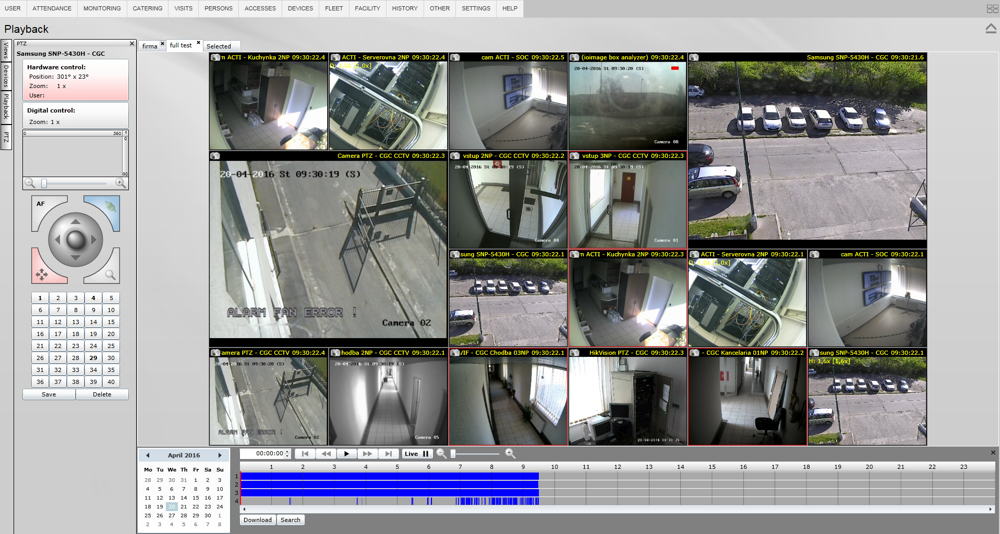 USER ATTENDANCE MONITORING CATERING VISITS PERSONS ACCESSES DEVICES FLEET FACILITY HISTORY OTHER SETTINGS HELP
Playback
Views
Devices
Playback
PTZ
PTZ
Samsung SNP-5430H - CGC
Hardware control:
Position: 301° x 23°
Zoom: 1 x
User:
Digital control:
Zoom: 1 x
0 360 °
0
90
AF
1 2 3 4 5
6 7 8 9 10
11 12 13 14 15
16 17 18 19 20
21 22 23 24 25
26 27 28 29 30
31 32 33 34 35
36 37 38 39 40
Save Delete
firma full test Selected
m ACTI - Kuchynka 2NP 09:30:22.4
ACTI - Serverovna 2NP 09:30:22.4
D: 1,0x [1,0x]
cam ACTI - SOC 09:30:22.5
(ioimage box analyzer) 09:30:22.4
20-04-2016 St 09:30:20 (S)
Camera 08
Samsung SNP-5430H - CGC 09:30:21.6
Camera PTZ - CGC CCTV 09:30:22.3
20-04-2016 St 09:30:19 (S)
ALARM FAN ERROR !
Camera 02
vstup 2NP - CGC CCTV 09:30:22.2
20-04-2016 St 09:30:19 (S)
Camera 04
vstup 3NP - CGC CCTV 09:30:22.3
20-04-2016 St 09:30:19 (S)
Camera 01
sung SNP-5430H - CGC 09:30:22.1
m ACTI - Kuchynka 2NP 09:30:22.3
ACTI - Serverovna 2NP 09:30:22.1
D: 1,0x [1,0x]
cam ACTI - SOC 09:30:22.1
amera PTZ - CGC CCTV 09:30:22.4
20-04-2016 St 09:30:20 (S)
ALARM FAN ERROR !
Camera 02
hodba 2NP - CGC CCTV 09:30:22.1
20-04-2016 St 09:30:19 (S)
Camera 05
VIF - CGC Chodba 03NP 09:30:22.1
HikVision PTZ - CGC 09:30:22.3
20-04-2016 09:30:25
- CGC Kancelaria 01NP 09:30:22.2
sung SNP-5430H - CGC 09:30:22.1
H: 1,6x [1,6x]
April 2016
Mo Tu We Th Fr Sa Su
28 29 30 31 1 2 3
4 5 6 7 8 9 10
11 12 13 14 15 16 17
18 19 20 21 22 23 24
25 26 27 28 29 30 1
2 3 4 5 6 7 8
00:00:00 Live
1 2 3 4 5 6 7 8 9 10 11 12 13 14 15 16 17 18 19 20 21 22 23
1
2
3
4
Download Search